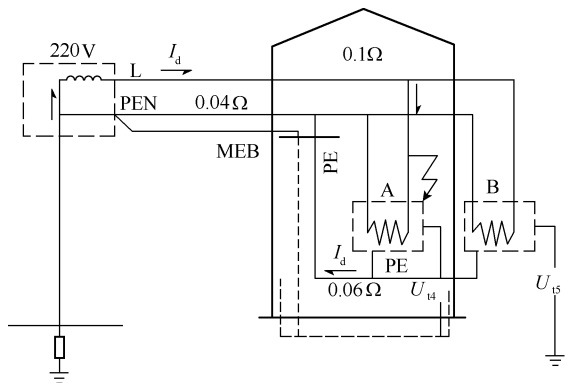 220V
L
I_d
0.1Ω
PEN
0.04Ω
MEB
PE
A
B
I_d
PE
0.06Ω
U_t4
U_t5